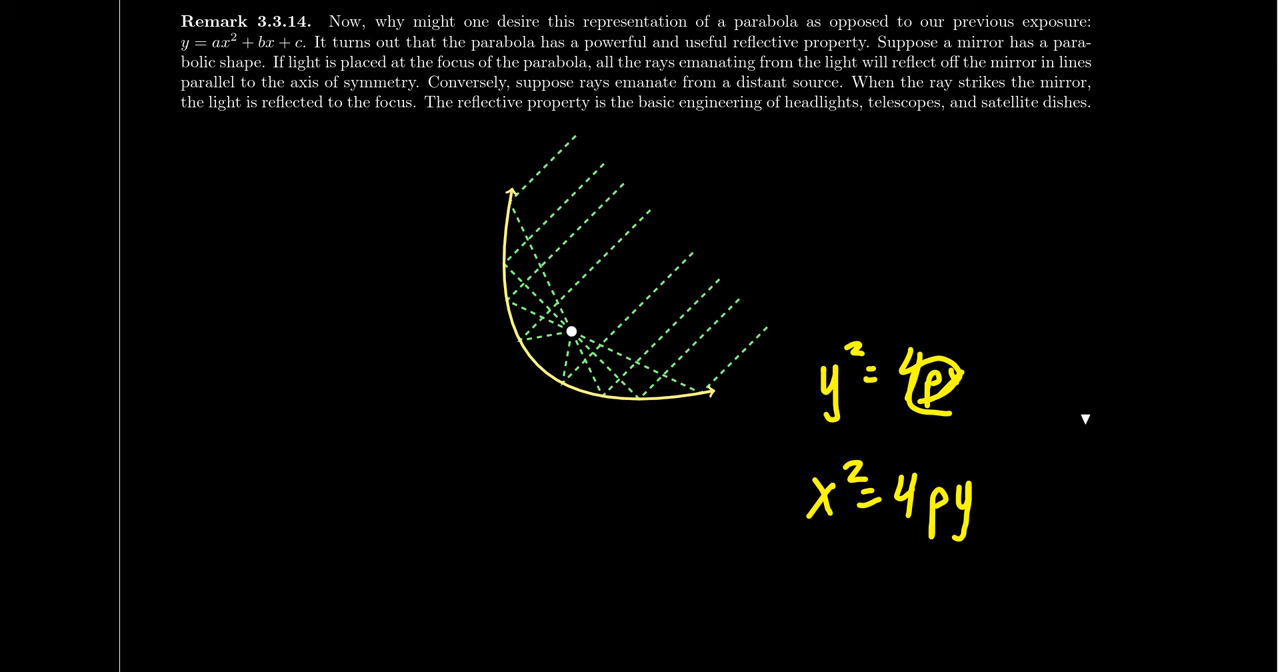 Remark 3.3.14. Now, why might one desire this representation of a parabola as opposed to our previous exposure:
y = ax² + bx + c. It turns out that the parabola has a powerful and useful reflective property. Suppose a mirror has a para-
bolic shape. If light is placed at the focus of the parabola, all the rays emanating from the light will reflect off the mirror in lines
parallel to the axis of symmetry. Conversely, suppose rays emanate from a distant source. When the ray strikes the mirror,
the light is reflected to the focus. The reflective property is the basic engineering of headlights, telescopes, and satellite dishes.
y² = 4p
x² = 4py